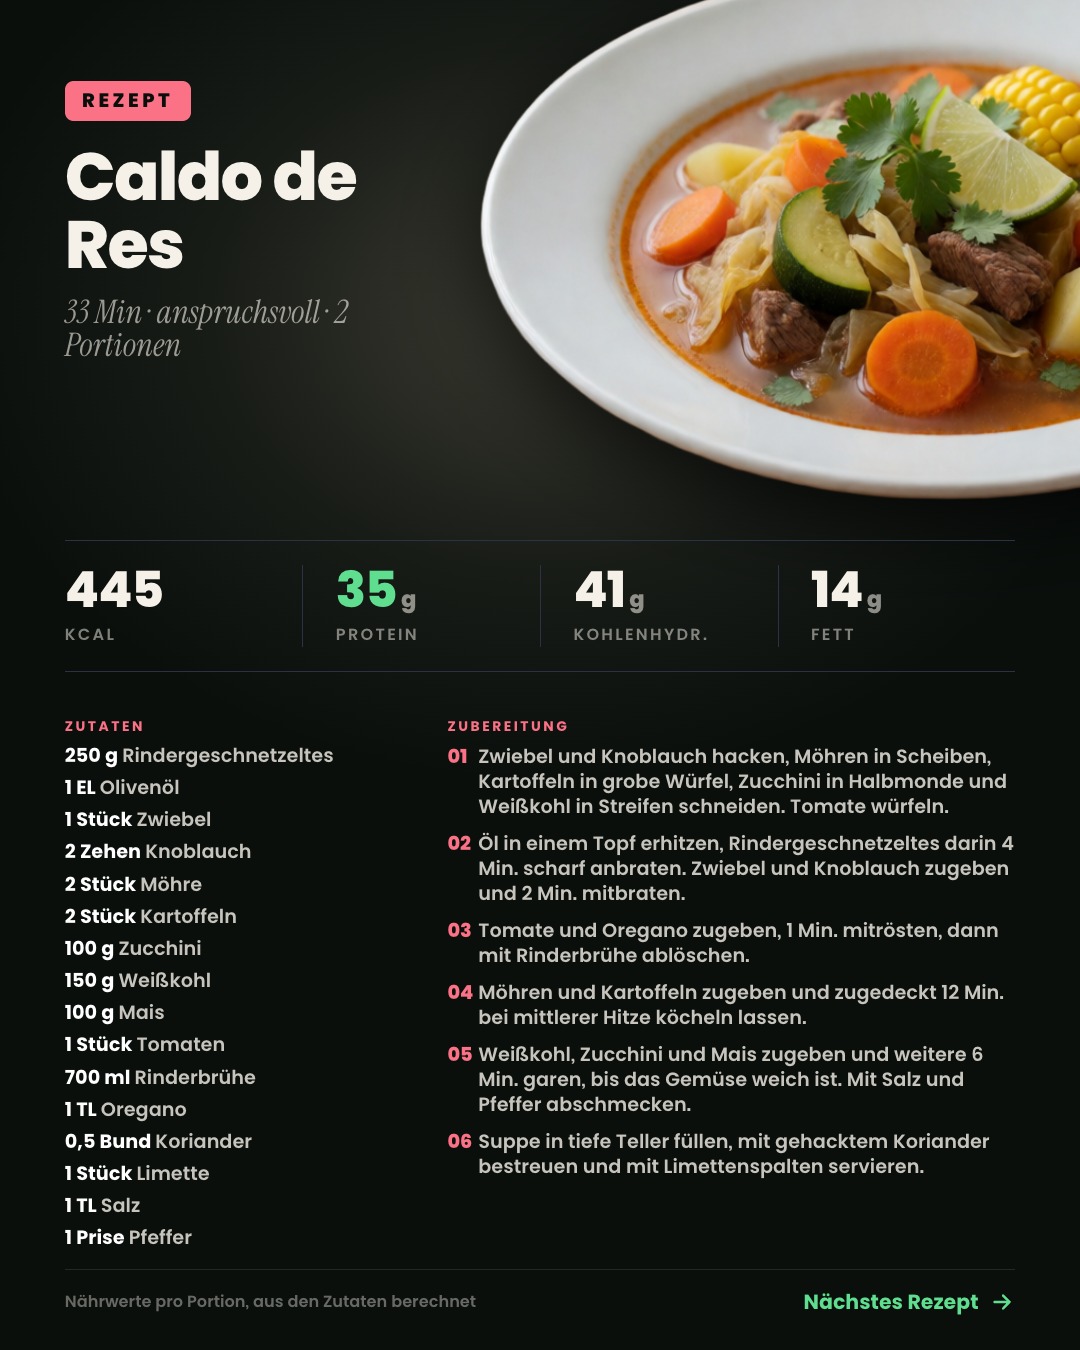 REZEPT
Caldo de
Res
33 Min · anspruchsvoll · 2
Portionen
445
KCAL
35 g
PROTEIN
41 g
KOHLENHYDR.
14 g
FETT
ZUTATEN
250 g Rindergeschnetzeltes
1 EL Olivenöl
1 Stück Zwiebel
2 Zehen Knoblauch
2 Stück Möhre
2 Stück Kartoffeln
100 g Zucchini
150 g Weißkohl
100 g Mais
1 Stück Tomaten
700 ml Rinderbrühe
1 TL Oregano
0,5 Bund Koriander
1 Stück Limette
1 TL Salz
1 Prise Pfeffer
ZUBEREITUNG
01 Zwiebel und Knoblauch hacken, Möhren in Scheiben,
Kartoffeln in grobe Würfel, Zucchini in Halbmonde und
Weißkohl in Streifen schneiden. Tomate würfeln.
02 Öl in einem Topf erhitzen, Rindergeschnetzeltes darin 4
Min. scharf anbraten. Zwiebel und Knoblauch zugeben
und 2 Min. mitbraten.
03 Tomate und Oregano zugeben, 1 Min. mitrösten, dann
mit Rinderbrühe ablöschen.
04 Möhren und Kartoffeln zugeben und zugedeckt 12 Min.
bei mittlerer Hitze köcheln lassen.
05 Weißkohl, Zucchini und Mais zugeben und weitere 6
Min. garen, bis das Gemüse weich ist. Mit Salz und
Pfeffer abschmecken.
06 Suppe in tiefe Teller füllen, mit gehacktem Koriander
bestreuen und mit Limettenspalten servieren.
Nährwerte pro Portion, aus den Zutaten berechnet
Nächstes Rezept →